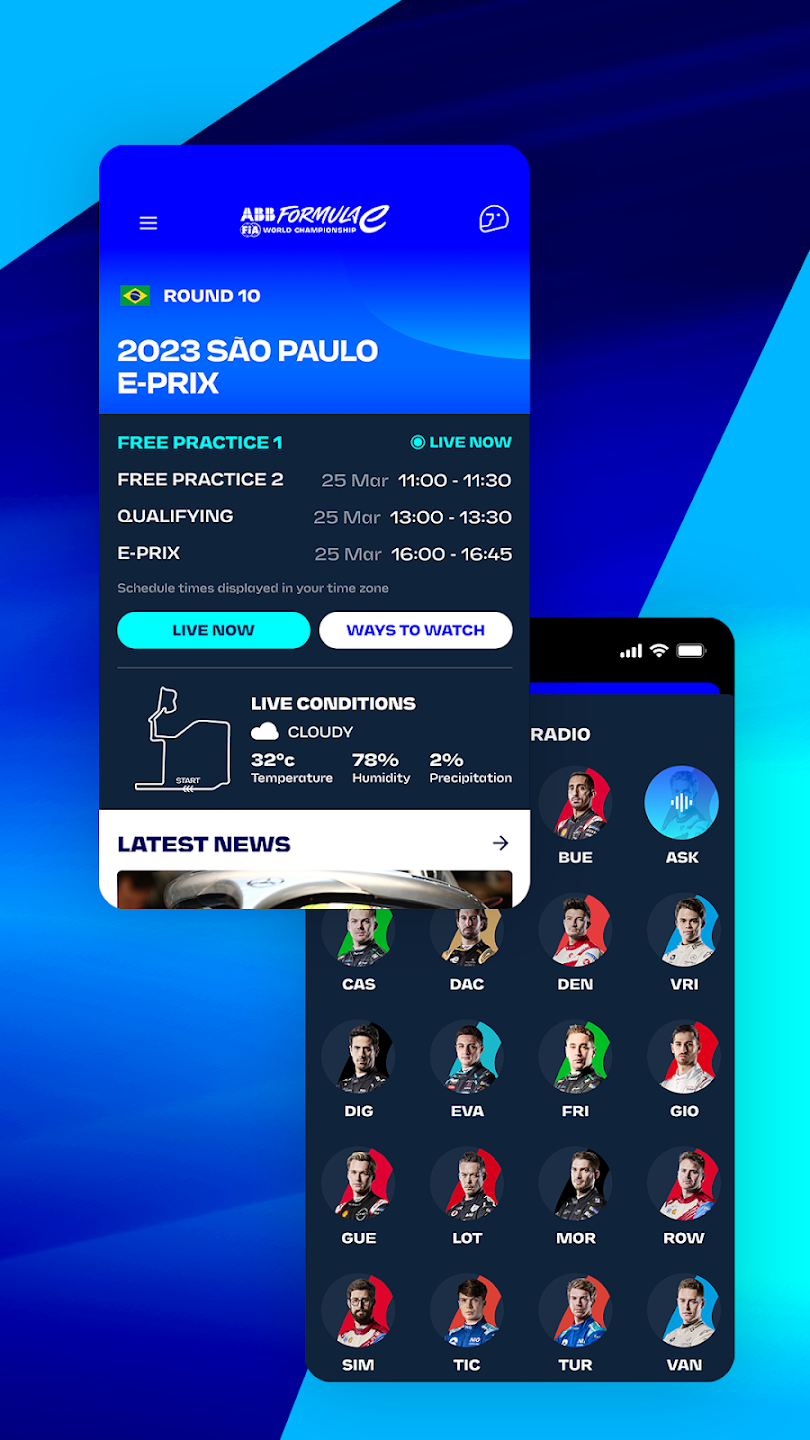 ABB FORMULA E
FIA WORLD CHAMPIONSHIP
ROUND 10
2023 SÃO PAULO
E-PRIX
FREE PRACTICE 1 LIVE NOW
FREE PRACTICE 2 25 Mar 11:00 - 11:30
QUALIFYING 25 Mar 13:00 - 13:30
E-PRIX 25 Mar 16:00 - 16:45
Schedule times displayed in your time zone
LIVE NOW WAYS TO WATCH
LIVE CONDITIONS
CLOUDY
32°c 78% 2%
Temperature Humidity Precipitation
START
LATEST NEWS
RADIO
BUE ASK
CAS DAC DEN VRI
DIG EVA FRI GIO
GUE LOT MOR ROW
SIM TIC TUR VAN